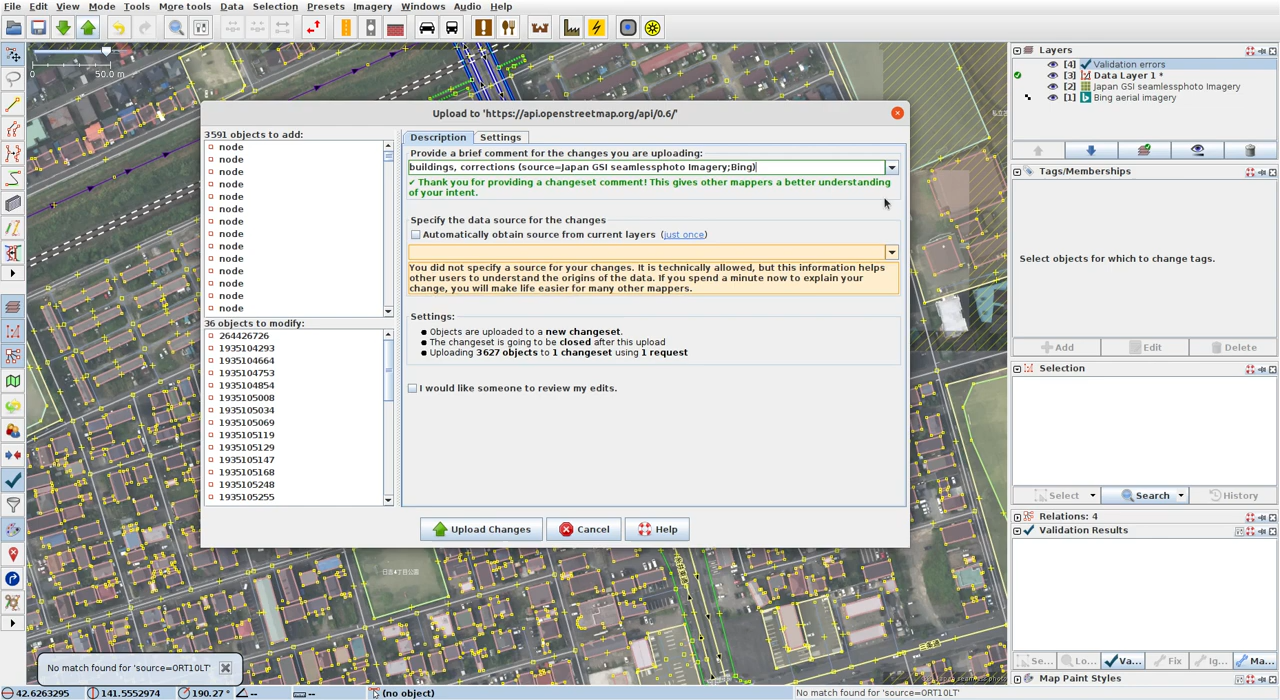 File Edit View Mode Tools More tools Data Selection Presets Imagery Windows Audio Help
0 50.0 m
Upload to 'https://api.openstreetmap.org/api/0.6/'
3591 objects to add:
node
node
node
node
node
node
node
node
node
node
node
node
node
node
36 objects to modify:
264426726
1935104293
1935104664
1935104753
1935104854
1935105008
1935105034
1935105069
1935105119
1935105129
1935105147
1935105168
1935105248
1935105255
Description Settings
Provide a brief comment for the changes you are uploading:
buildings, corrections (source=Japan GSI seamlessphoto Imagery;Bing)
✔ Thank you for providing a changeset comment! This gives other mappers a better understanding
of your intent.
Specify the data source for the changes
Automatically obtain source from current layers (just once)
You did not specify a source for your changes. It is technically allowed, but this information helps
other users to understand the origins of the data. If you spend a minute now to explain your
change, you will make life easier for many other mappers.
Settings:
Objects are uploaded to a new changeset.
The changeset is going to be closed after this upload
Uploading 3627 objects to 1 changeset using 1 request
I would like someone to review my edits.
Upload Changes Cancel Help
Layers
[4] Validation errors
[3] Data Layer 1 *
[2] Japan GSI seamlessphoto Imagery
[1] Bing aerial imagery
Tags/Memberships
Select objects for which to change tags.
Add Edit Delete
Selection
Select Search History
Relations: 4
Validation Results
Se... Lo... Va... Fix Ig... Ma...
Map Paint Styles
No match found for 'source=ORT10LT'
42.6263295 141.5552974 190.27° -- -- (no object) No match found for 'source=ORT10LT'